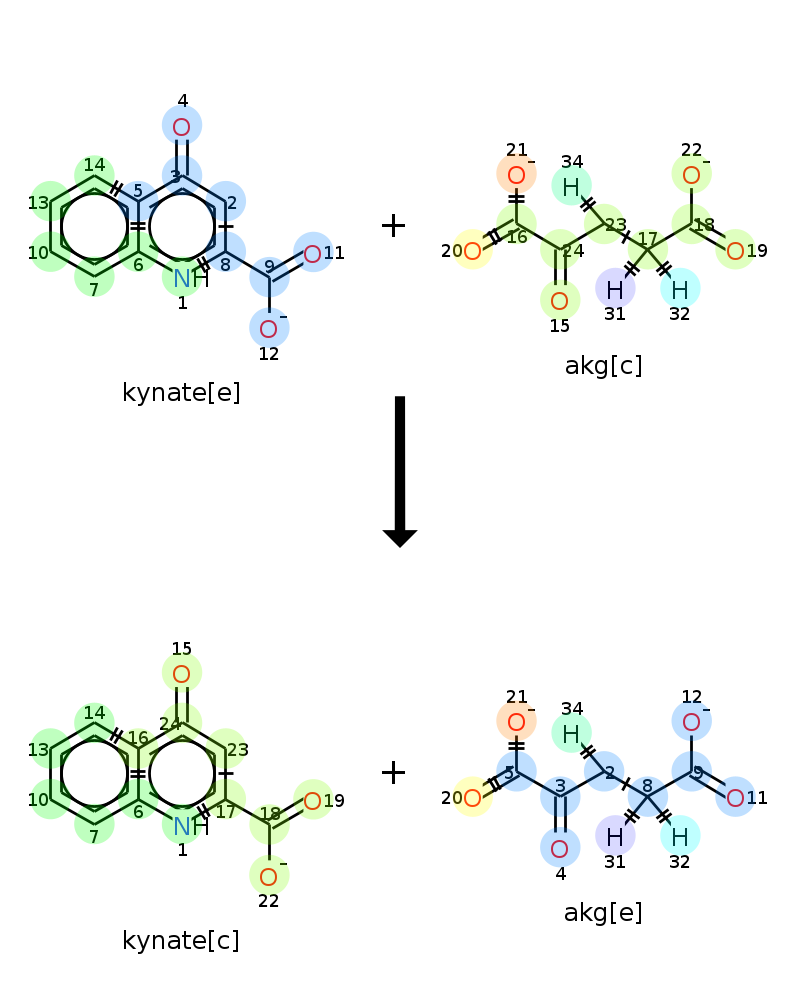 4
O
14 3
5
13 2
+
10 6 8 9 O 11
7 N H
1 O -
12
kynate[e]
21 22
O - 34 O -
H
23
20 O 16 24 17 18 O 19
O H H
15 31 32
akg[c]
15
O
14 24
16
13 23
+
10 6 17 18 O 19
7 N H
1 O -
22
kynate[c]
21 12
O - 34 O -
H
5 2 9
20 O 3 8 O 11
O H H
4 31 32
akg[e]